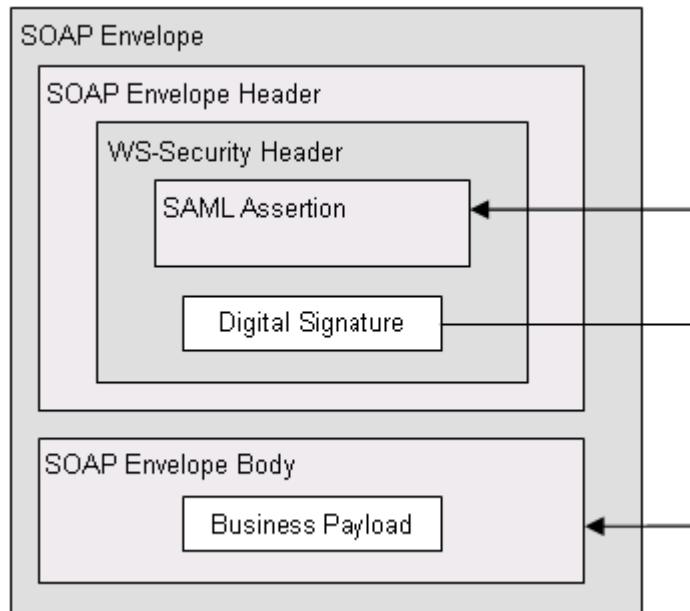 SOAP Envelope
SOAP Envelope Header
WS-Security Header
SAML Assertion
Digital Signature
SOAP Envelope Body
Business Payload